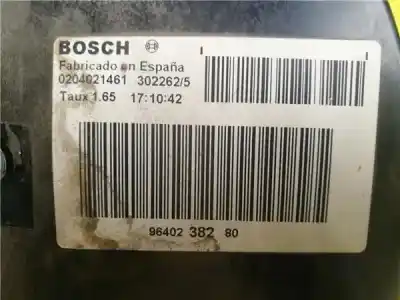 BOSCH
Fabricado en España
0204021461 302262/5
Taux 1.65 17:10:42
96402 382 80